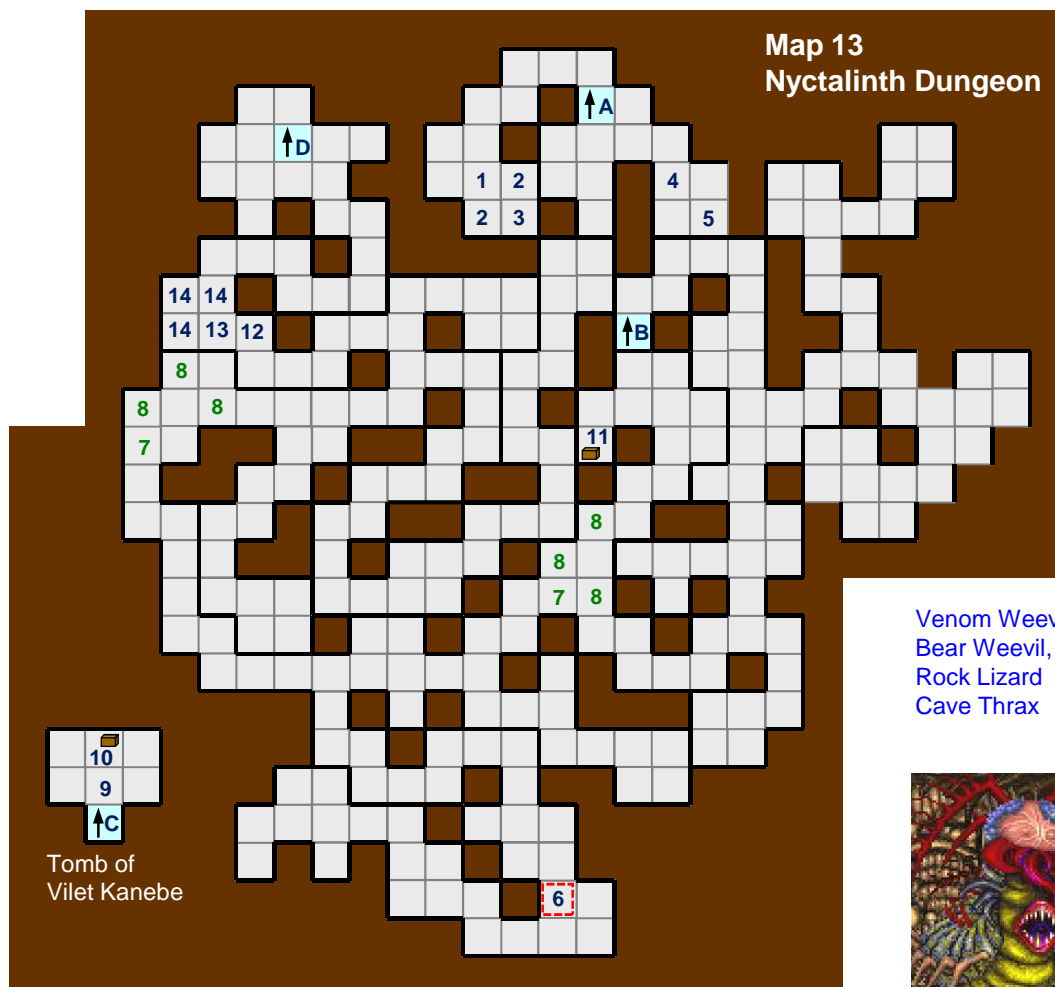 Map 13
Nyctalinth Dungeon
A
D
1 2 4
2 3 5
14 14
14 13 12 B
8
8 8
7 11
8
8
7 8
Venom Weev
Bear Weevil,
Rock Lizard
Cave Thrax
10
9
C
Tomb of
Vilet Kanebe
6